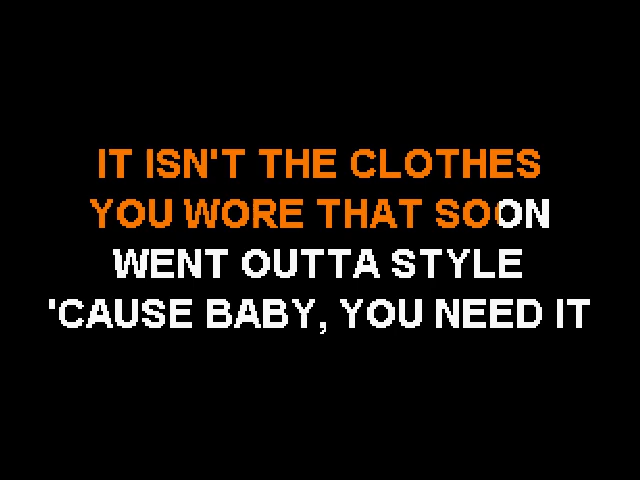 IT ISN'T THE CLOTHES
YOU WORE THAT SOON
WENT OUTTA STYLE
'CAUSE BABY, YOU NEED IT